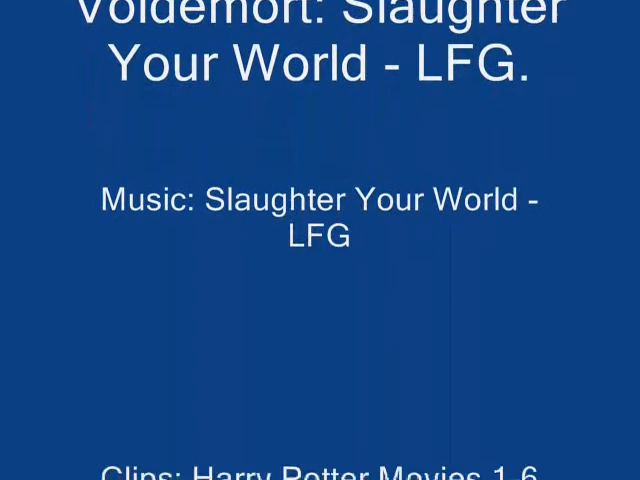 Voldemort: Slaughter
Your World - LFG.
Music: Slaughter Your World -
LFG
Clips: Harry Potter Movies 1-6